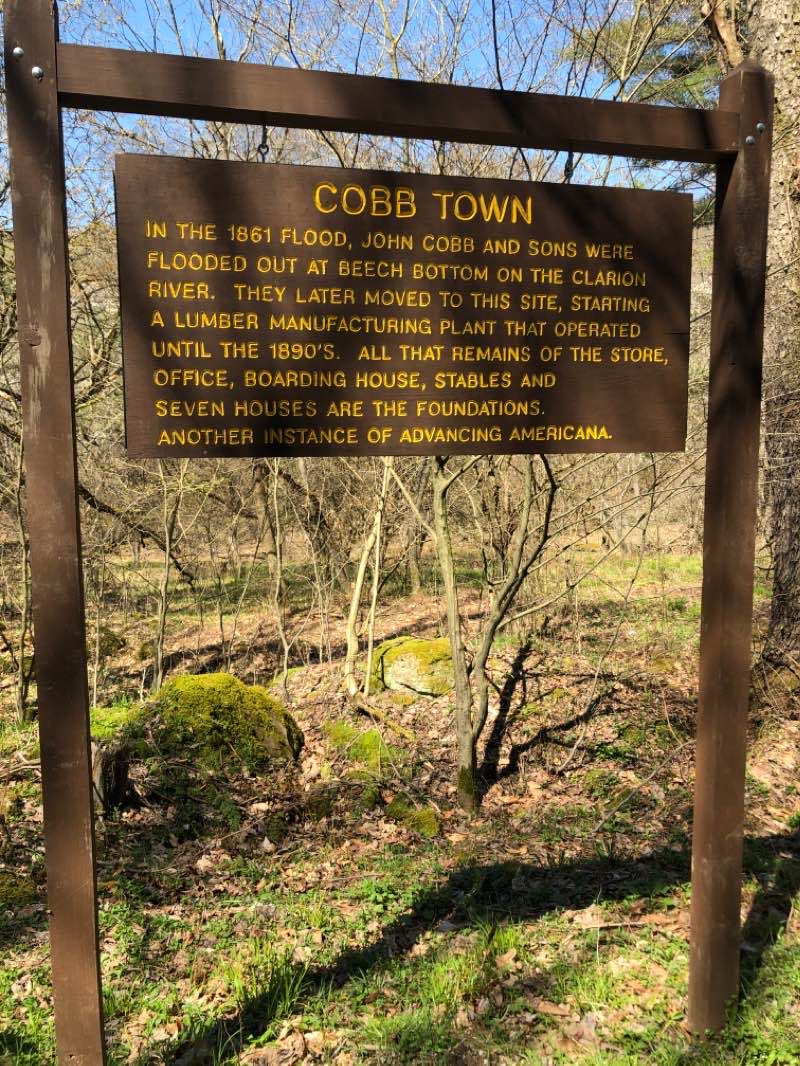 COBB TOWN
IN THE 1861 FLOOD, JOHN COBB AND SONS WERE
FLOODED OUT AT BEECH BOTTOM ON THE CLARION
RIVER. THEY LATER MOVED TO THIS SITE, STARTING
A LUMBER MANUFACTURING PLANT THAT OPERATED
UNTIL THE 1890'S. ALL THAT REMAINS OF THE STORE,
OFFICE, BOARDING HOUSE, STABLES AND
SEVEN HOUSES ARE THE FOUNDATIONS.
ANOTHER INSTANCE OF ADVANCING AMERICANA.